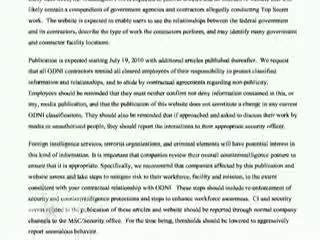 likely contain a compendium of government agencies and contractors allegedly conducting Top Secret
work. The website is expected to enable users to see the relationships between the federal government
and its contractors, describe the type of work the contractors perform, and may identify many government
and contractor facility locations.
Publication is expected starting July 19, 2010 with additional articles published thereafter. We request
that all ODNI contractors remind all cleared employees of their responsibility to protect classified
information and relationships, and to abide by contractual agreements regarding non-publicity.
Employees should be reminded that they must neither confirm nor deny information contained in this, or
any, media publication, and that the publication of this website does not constitute a change in any current
ODNI classifications. They should also be reminded that if approached and asked to discuss their work by
media or unauthorized people, they should report the interactions to their appropriate security officer.
Foreign intelligence services, terrorist organizations, and criminal elements will have potential interest in
this kind of information. It is important that companies review their overall counterintelligence posture to
ensure that it is appropriate. Specifically, we recommend that companies affected by this publication and
website assess and take steps to mitigate risk to their workforce, facility and mission, to the extent
consistent with your contractual relationship with ODNI. These steps should include re-enforcement of
security and counterintelligence protections and steps to enhance workforce awareness. CI and security
events related to the publication of these articles and website should be reported through normal company
channels to the MSC/Security office. For the time being, thresholds should be lowered to aggressively
report anomalous behavior.